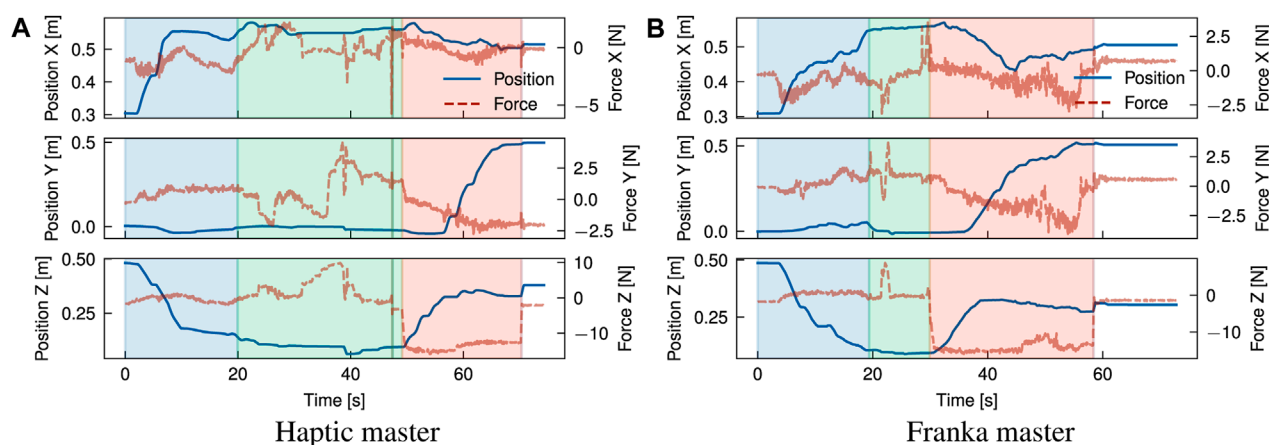 A
Position X [m]
0.5
0.4
0.3
0
−5
Force X [N]
Position
Force
Position Y [m]
0.5
0.0
2.5
0.0
−2.5
Force Y [N]
Position Z [m]
0.50
0.25
10
0
−10
Force Z [N]
0 20 40 60
Time [s]
Haptic master
B
Position X [m]
0.5
0.4
0.3
2.5
0.0
−2.5
Force X [N]
Position
Force
Position Y [m]
0.5
0.0
2.5
0.0
−2.5
Force Y [N]
Position Z [m]
0.50
0.25
0
−10
Force Z [N]
0 20 40 60
Time [s]
Franka master